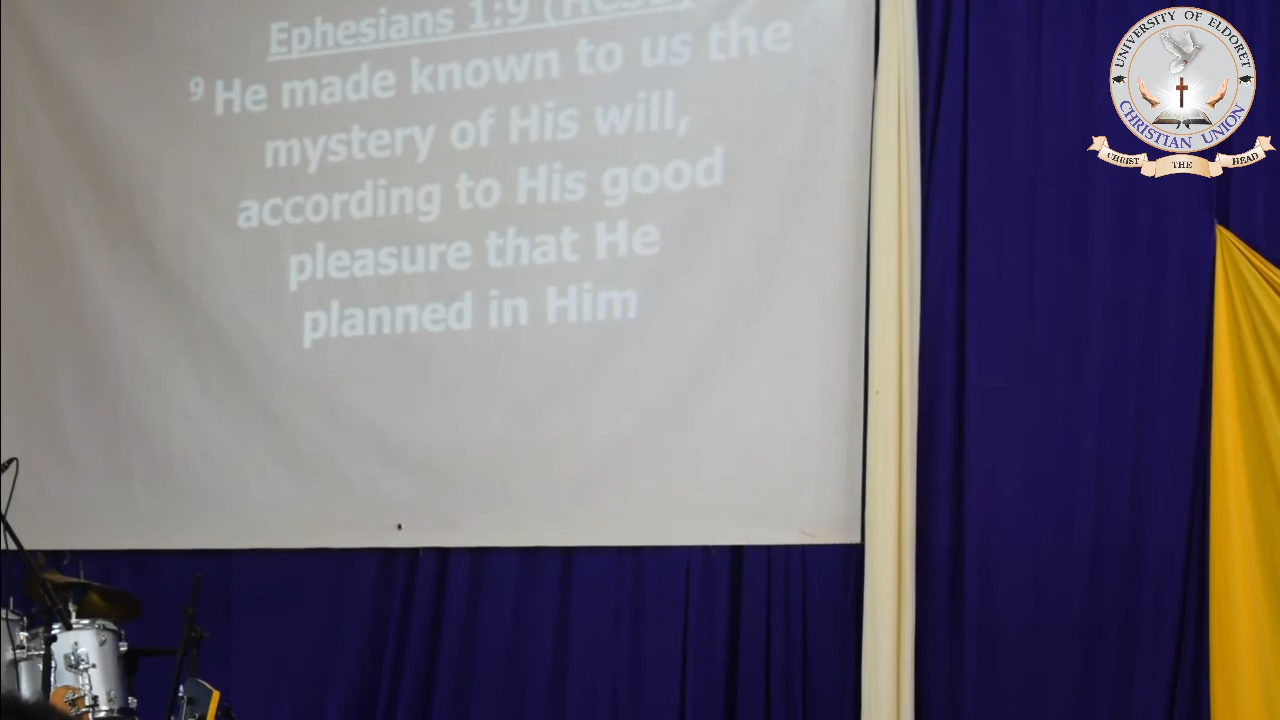 Ephesians 1:9 (HCSB)
9 He made known to us the
mystery of His will,
according to His good
pleasure that He
planned in Him
UNIVERSITY OF ELDORET
CHRISTIAN UNION
CHRIST THE HEAD